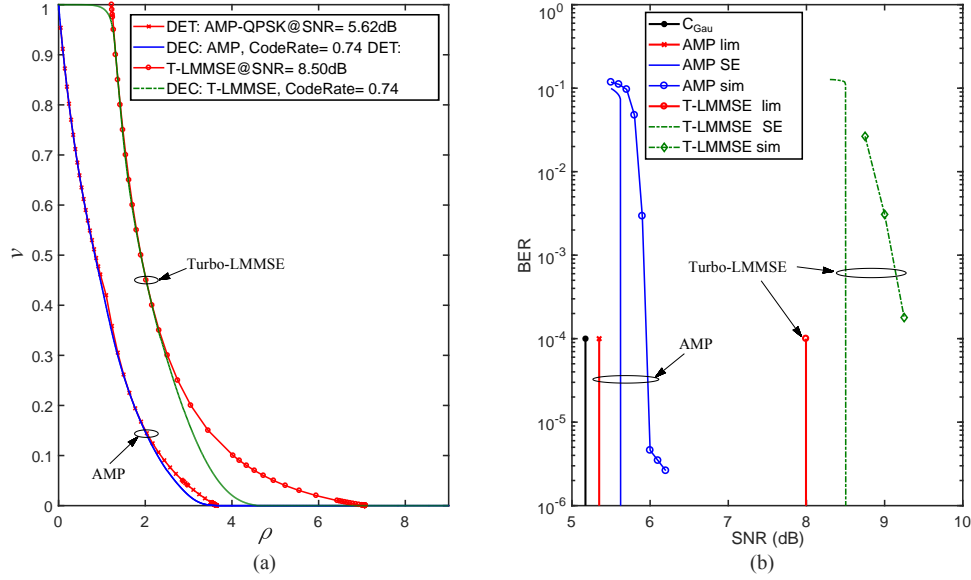 DET: AMP-QPSK@SNR= 5.62dB
DEC: AMP, CodeRate= 0.74 DET:
T-LMMSE@SNR= 8.50dB
DEC: T-LMMSE, CodeRate= 0.74
1
0.9
0.8
0.7
0.6
0.5
0.4
0.3
0.2
0.1
0
v
Turbo-LMMSE
AMP
0 2 4 6 8
ρ
(a)
C_Gau
AMP lim
AMP SE
AMP sim
T-LMMSE lim
T-LMMSE SE
T-LMMSE sim
10^0
10^-1
10^-2
10^-3
10^-4
10^-5
10^-6
BER
Turbo-LMMSE
AMP
5 6 7 8 9 10
SNR (dB)
(b)